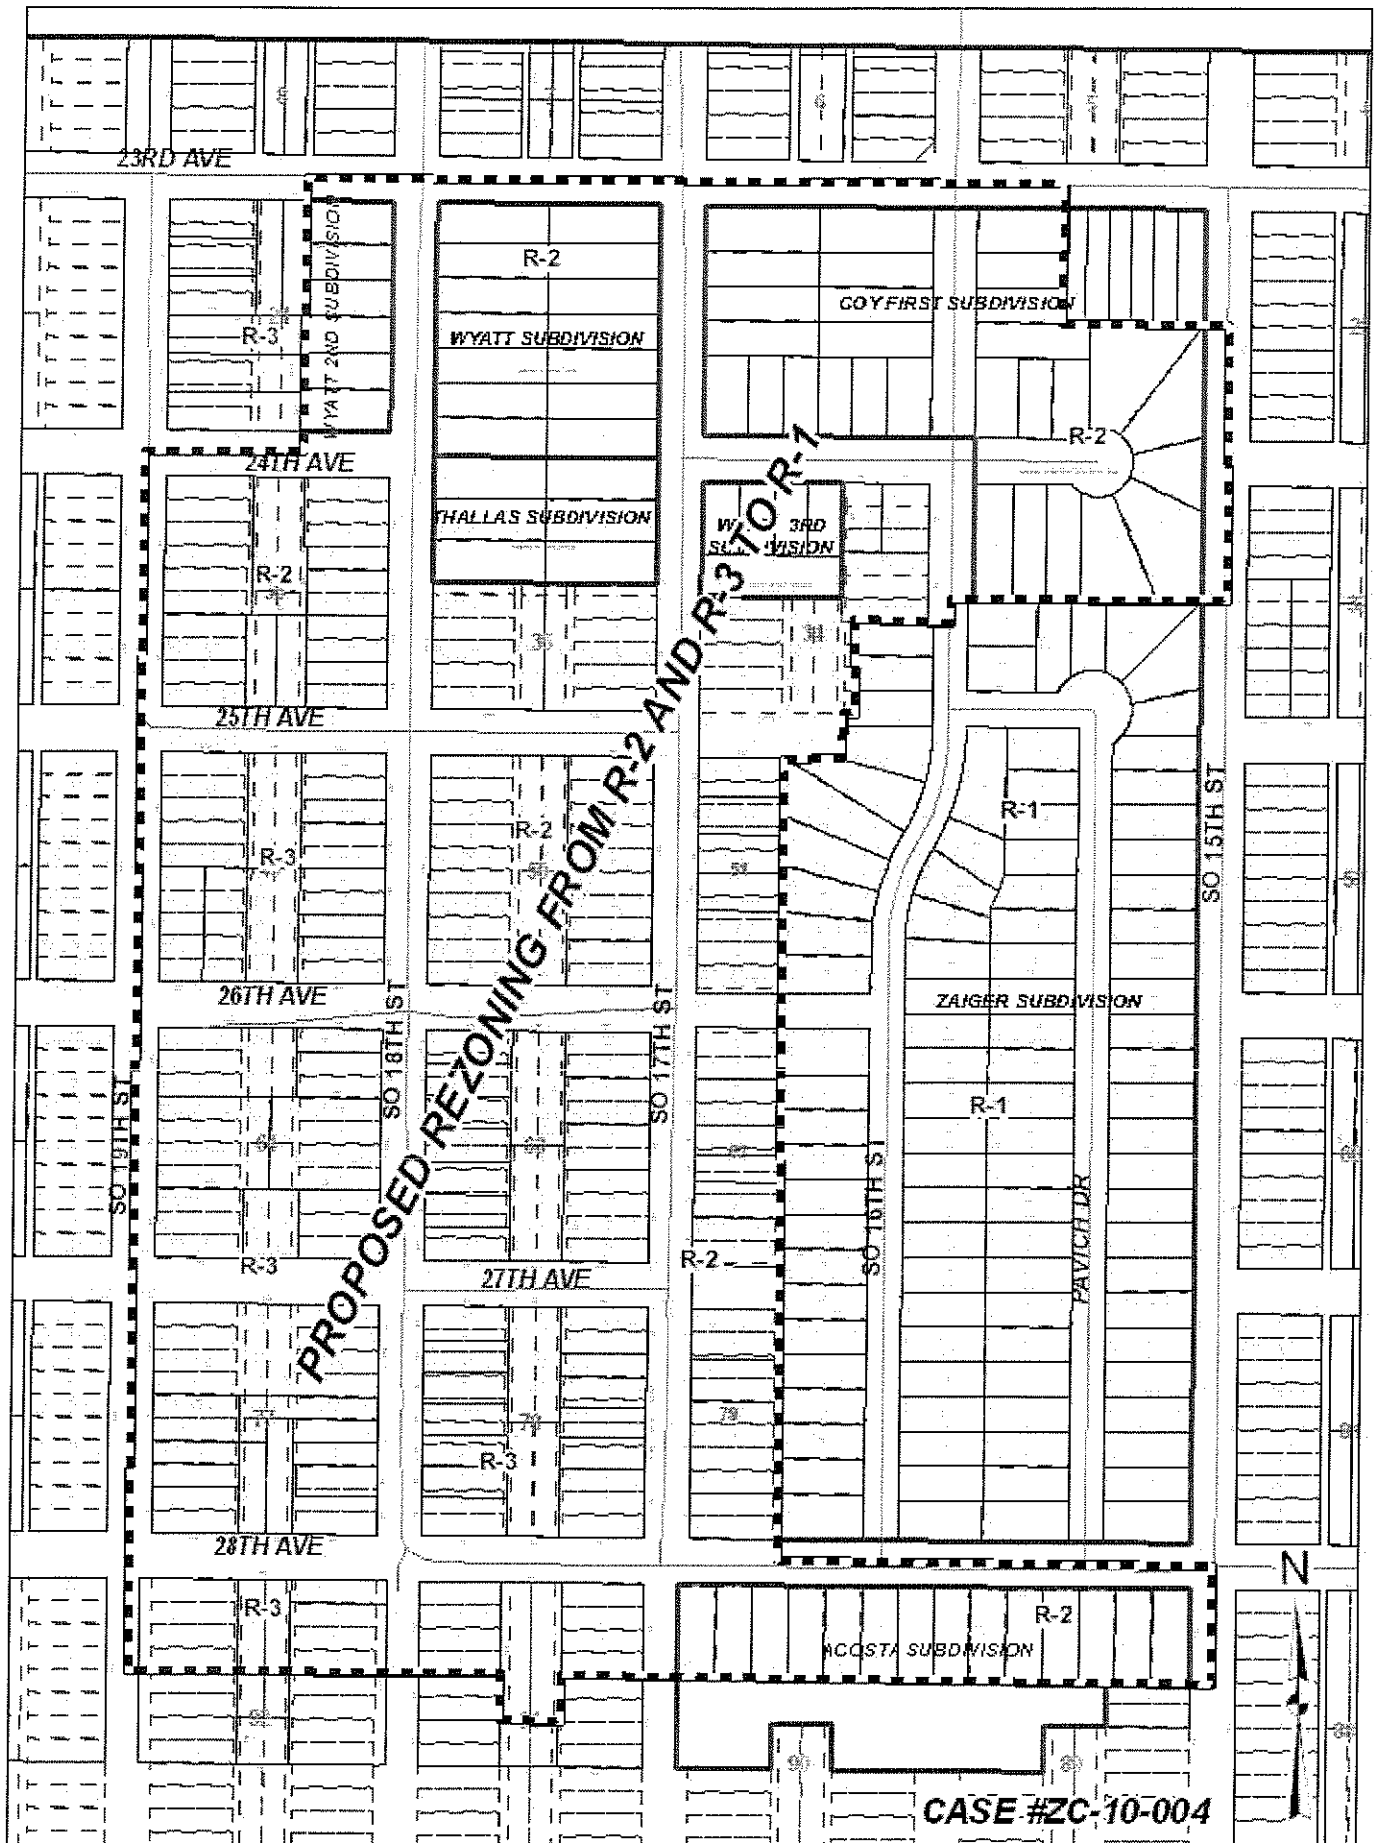 23RD AVE
R-2
WYATT 2ND SUBDIVISION
COY FIRST SUBDIVISION
R-3
WYATT SUBDIVISION
R-2
24TH AVE
THALLAS SUBDIVISION
3RD
R-2
25TH AVE
PROPOSED REZONING FROM R-2 AND R-3 TO R-1
R-1
R-2
R-3
SO 15TH ST
26TH AVE
ZAIGER SUBDIVISION
SO 18TH ST
SO 17TH ST
R-1
SO 19TH ST
SO 16TH ST
PAVICH DR
R-3
27TH AVE
R-2
79
R-3
28TH AVE
N
R-3
R-2
ACOSTA SUBDIVISION
CASE #ZC-10-004